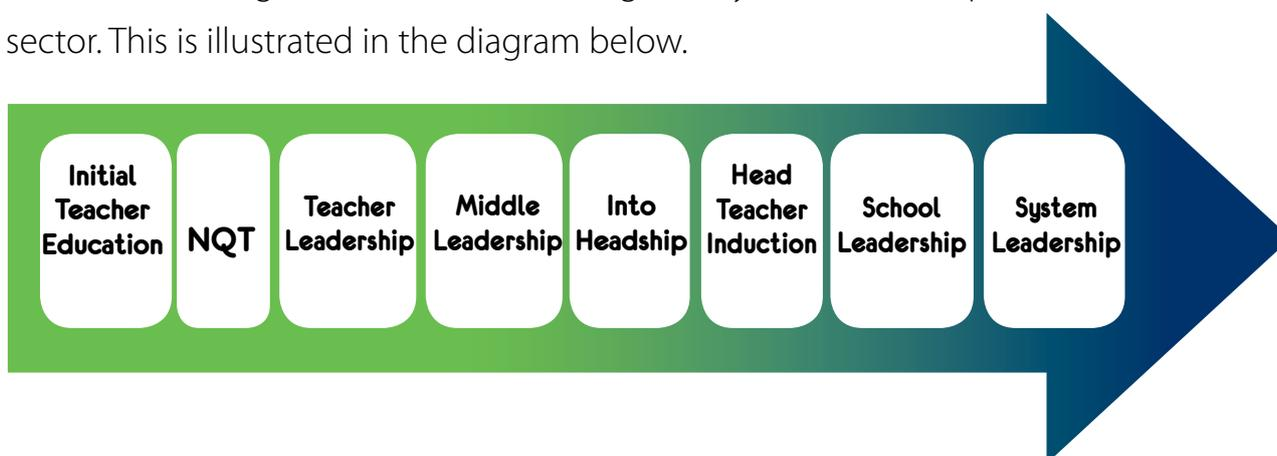 sector. This is illustrated in the diagram below.
Initial
Teacher
Education
NQT
Teacher
Leadership
Middle
Leadership
Into
Headship
Head
Teacher
Induction
School
Leadership
System
Leadership